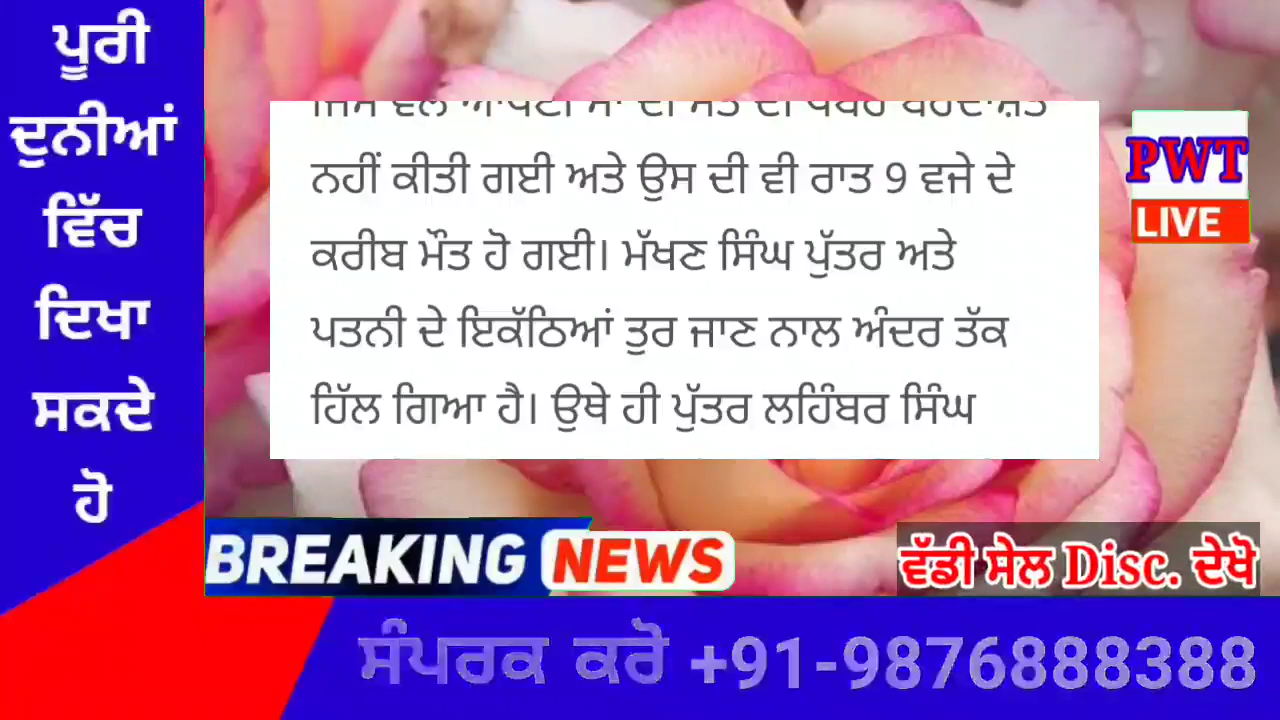 ਪੂਰੀ
ਦੁਨੀਆਂ
ਵਿੱਚ
ਦਿਖਾ
ਸਕਦੇ
ਹੋ
ਨਹੀਂ ਕੀਤੀ ਗਈ ਅਤੇ ਉਸ ਦੀ ਵੀ ਰਾਤ 9 ਵਜੇ ਦੇ
ਕਰੀਬ ਮੌਤ ਹੋ ਗਈ। ਮੱਖਣ ਸਿੰਘ ਪੁੱਤਰ ਅਤੇ
ਪਤਨੀ ਦੇ ਇਕੱਠਿਆਂ ਤੁਰ ਜਾਣ ਨਾਲ ਅੰਦਰ ਤੱਕ
ਹਿੱਲ ਗਿਆ ਹੈ। ਉਥੇ ਹੀ ਪੁੱਤਰ ਲਹਿੰਬਰ ਸਿੰਘ
PWT
LIVE
BREAKING NEWS
ਵੱਡੀ ਸੇਲ Disc. ਦੇਖੋ
ਸੰਪਰਕ ਕਰੋ +91-9876888388